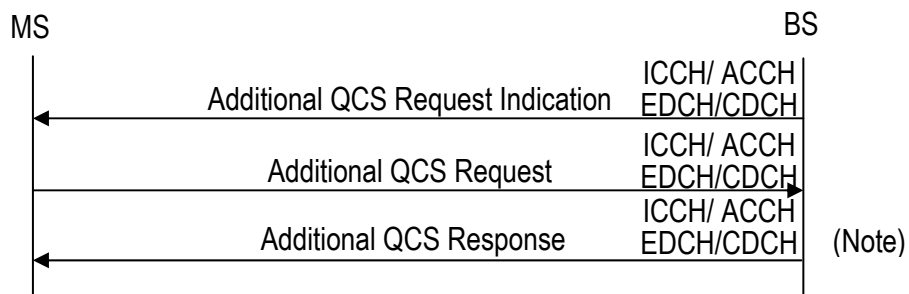 MS
BS
ICCH/ ACCH
Additional QCS Request Indication
EDCH/CDCH
ICCH/ ACCH
Additional QCS Request
EDCH/CDCH
ICCH/ ACCH
Additional QCS Response
EDCH/CDCH
(Note)